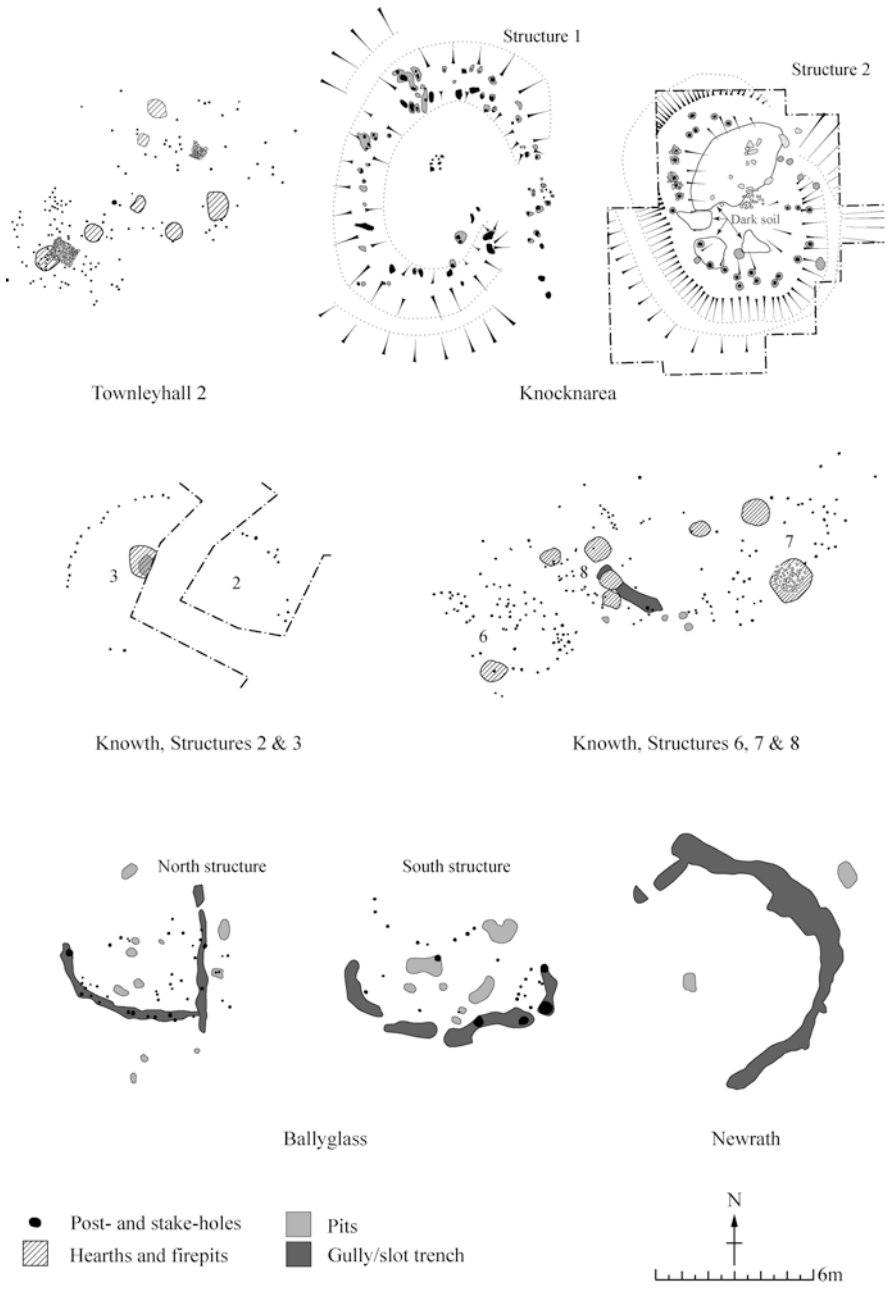 Structure 1
Structure 2
Dark soil
Townleyhall 2
Knocknarea
3
2
6
8
7
Knowth, Structures 2 & 3
Knowth, Structures 6, 7 & 8
North structure
South structure
Ballyglass
Newrath
Post- and stake-holes
Hearths and firepits
Pits
Gully/slot trench
N
6m